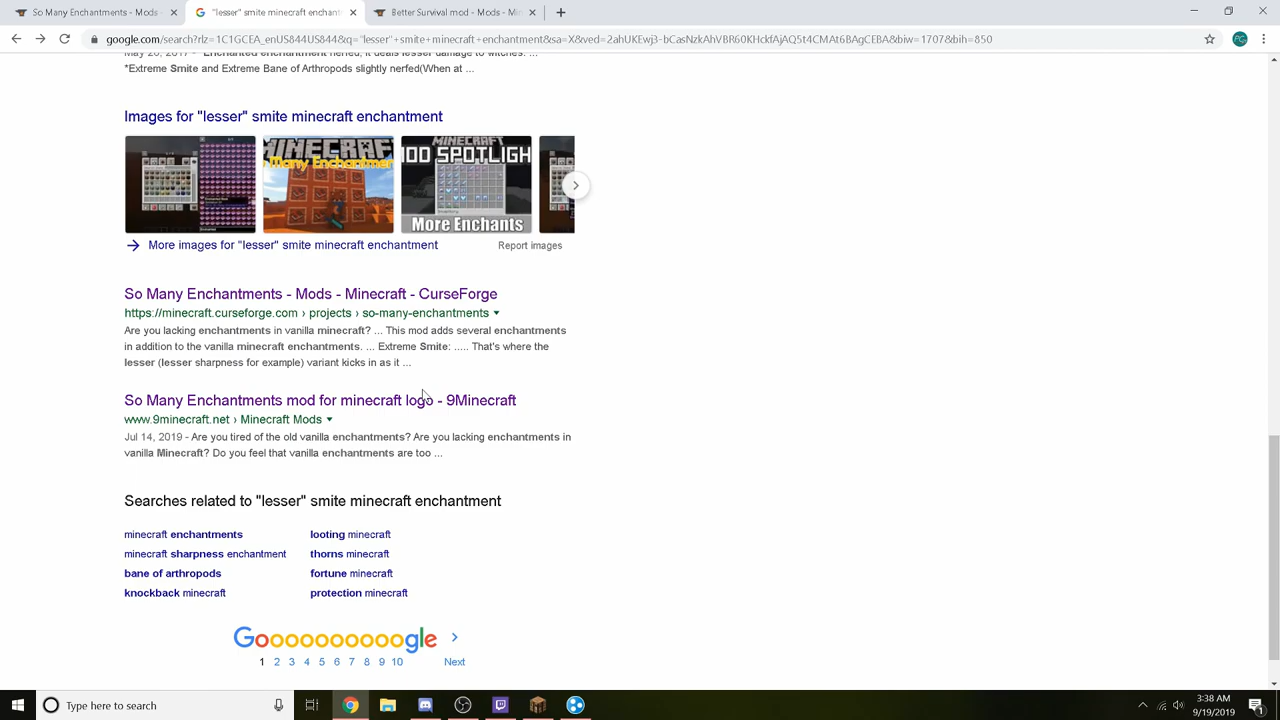 So Many Enchantments - Mods -
"lesser" smite minecraft enchant
Better Survival mod - Mods - Min
google.com/search?rlz=1C1GCEA_enUS844US844&q="lesser"+smite+minecraft+enchantment&sa=X&ved=2ahUKEwj3-bCasNzkAhVBR60KHckfAjAQ5t4CMAt6BAgCEBA&biw=1707&bih=850
May 20, 2017 - Enchanted enchantment nerfed, it deals lesser damage to witches. ...
*Extreme Smite and Extreme Bane of Arthropods slightly nerfed(When at ...
Images for "lesser" smite minecraft enchantment
MINECRAFT
Many Enchantmen
MINECRAFT
MOD SPOTLIGH
More Enchants
More images for "lesser" smite minecraft enchantment
Report images
So Many Enchantments - Mods - Minecraft - CurseForge
https://minecraft.curseforge.com › projects › so-many-enchantments
Are you lacking enchantments in vanilla minecraft? ... This mod adds several enchantments
in addition to the vanilla minecraft enchantments. ... Extreme Smite: ..... That's where the
lesser (lesser sharpness for example) variant kicks in as it ...
So Many Enchantments mod for minecraft logo - 9Minecraft
www.9minecraft.net › Minecraft Mods
Jul 14, 2019 - Are you tired of the old vanilla enchantments? Are you lacking enchantments in
vanilla Minecraft? Do you feel that vanilla enchantments are too ...
Searches related to "lesser" smite minecraft enchantment
minecraft enchantments
looting minecraft
minecraft sharpness enchantment
thorns minecraft
bane of arthropods
fortune minecraft
knockback minecraft
protection minecraft
Goooooooooogle
1 2 3 4 5 6 7 8 9 10 Next
Type here to search
3:38 AM
9/19/2019